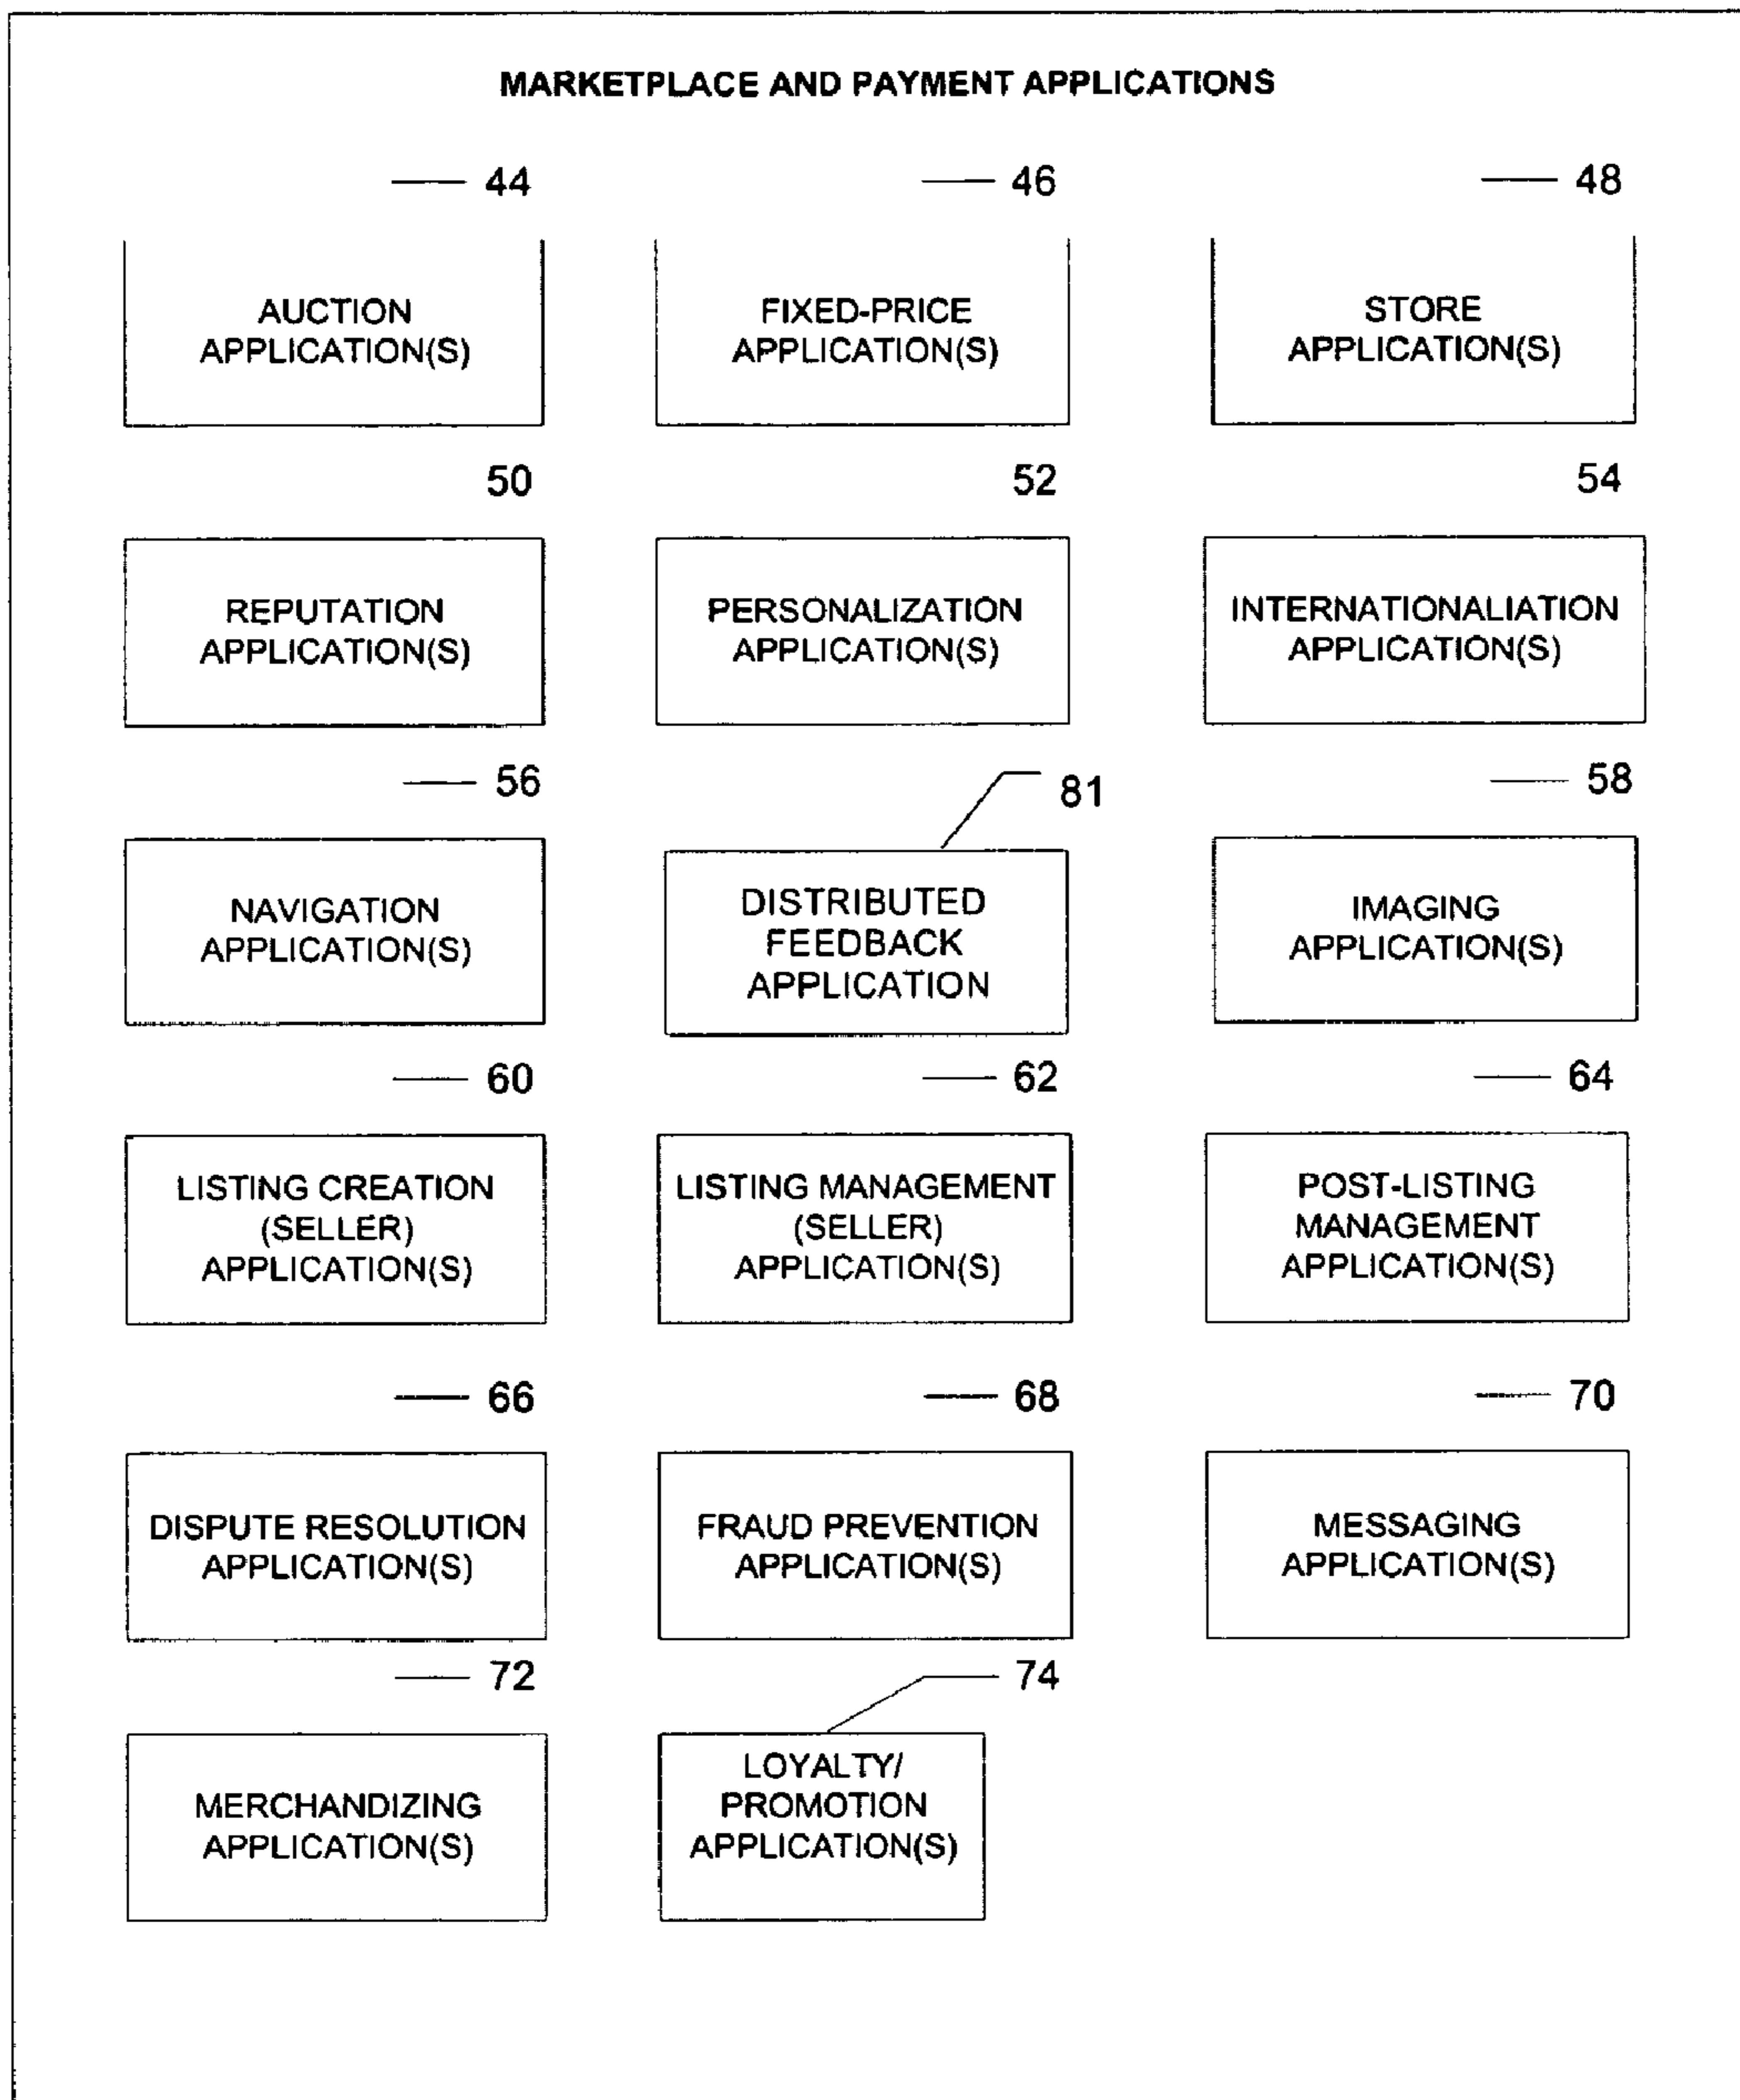 MARKETPLACE AND PAYMENT APPLICATIONS
44
46
48
AUCTION
APPLICATION(S)
FIXED-PRICE
APPLICATION(S)
STORE
APPLICATION(S)
50
52
54
REPUTATION
APPLICATION(S)
PERSONALIZATION
APPLICATION(S)
INTERNATIONALIATION
APPLICATION(S)
56
81
58
NAVIGATION
APPLICATION(S)
DISTRIBUTED
FEEDBACK
APPLICATION
IMAGING
APPLICATION(S)
60
62
64
LISTING CREATION
(SELLER)
APPLICATION(S)
LISTING MANAGEMENT
(SELLER)
APPLICATION(S)
POST-LISTING
MANAGEMENT
APPLICATION(S)
66
68
70
DISPUTE RESOLUTION
APPLICATION(S)
FRAUD PREVENTION
APPLICATION(S)
MESSAGING
APPLICATION(S)
72
74
MERCHANDIZING
APPLICATION(S)
LOYALTY/
PROMOTION
APPLICATION(S)